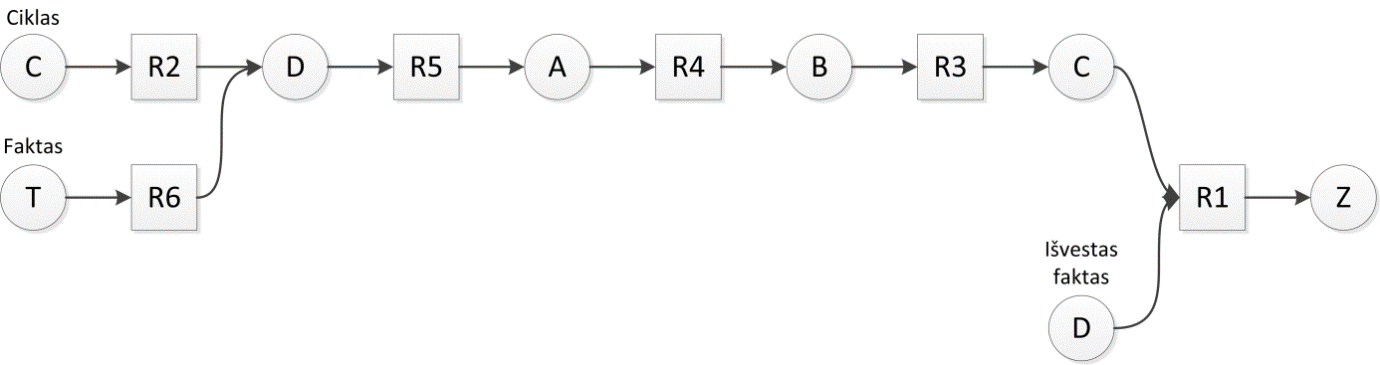 Ciklas
C R2 D R5 A R4 B R3 C
Faktas
T R6 R1 Z
Išvestas
faktas
D